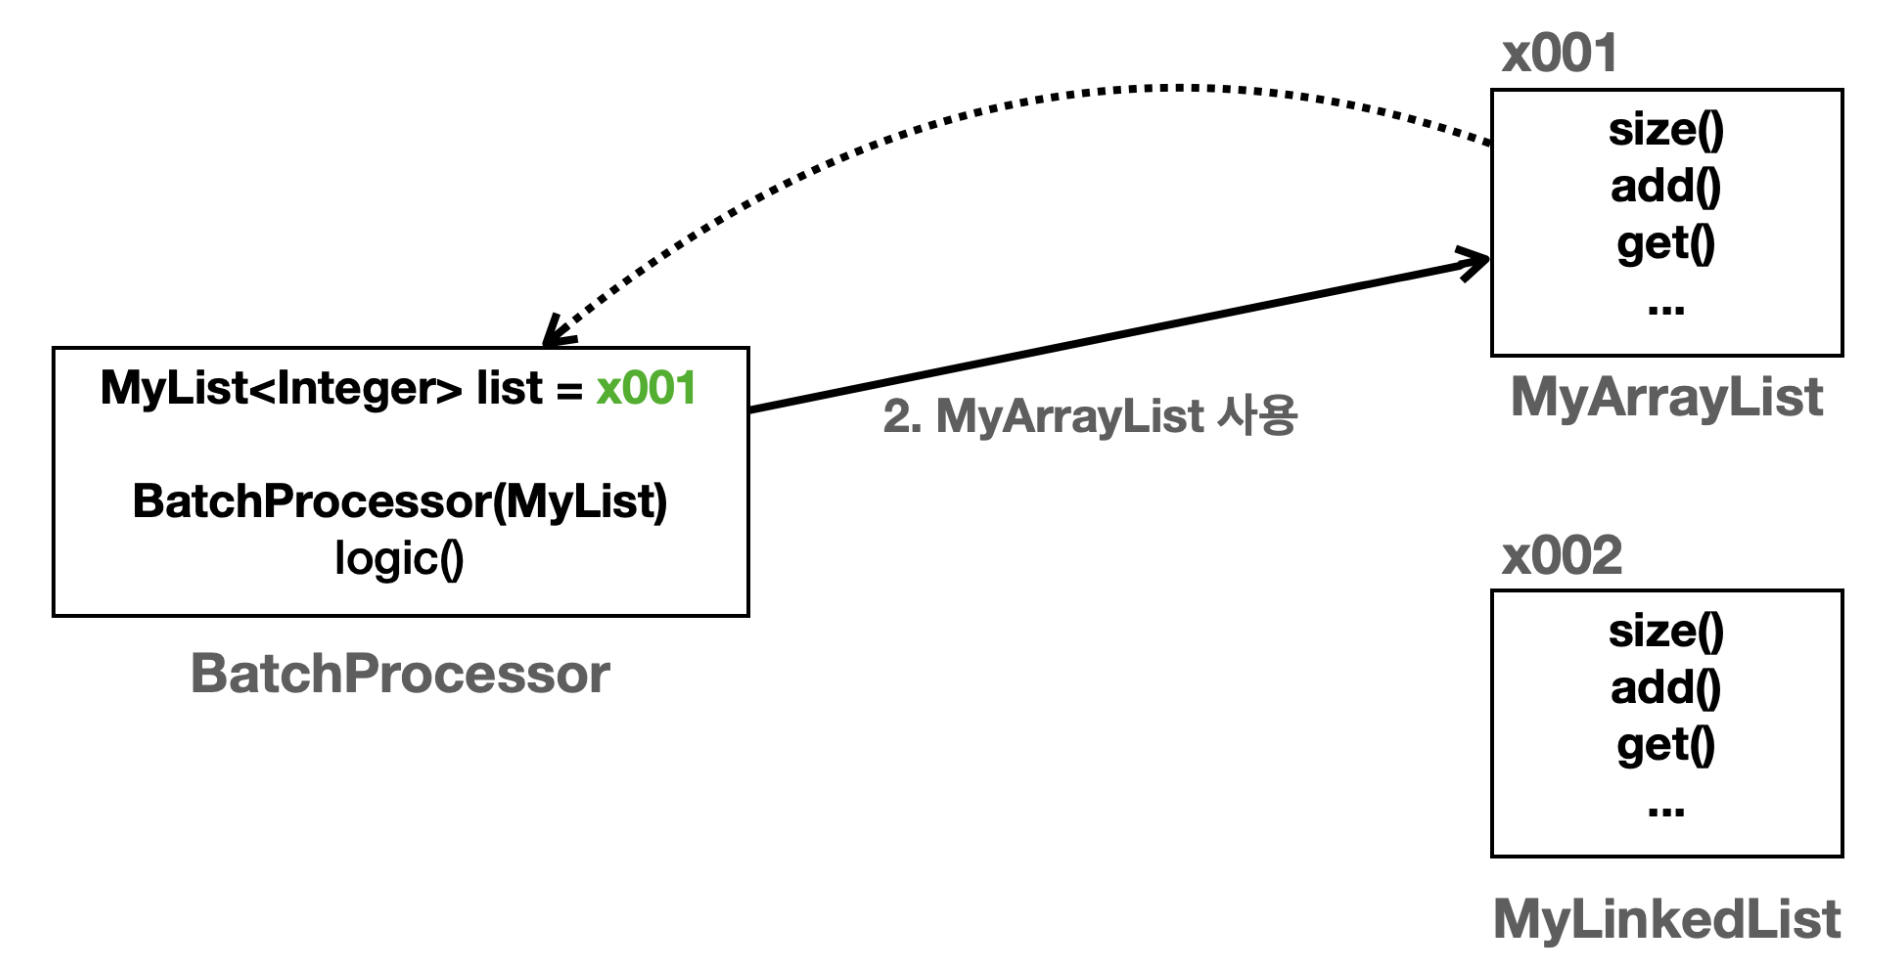 x001
size()
add()
get()
...
MyArrayList
MyList<Integer> list = x001
BatchProcessor(MyList)
logic()
BatchProcessor
2. MyArrayList 사용
x002
size()
add()
get()
...
MyLinkedList